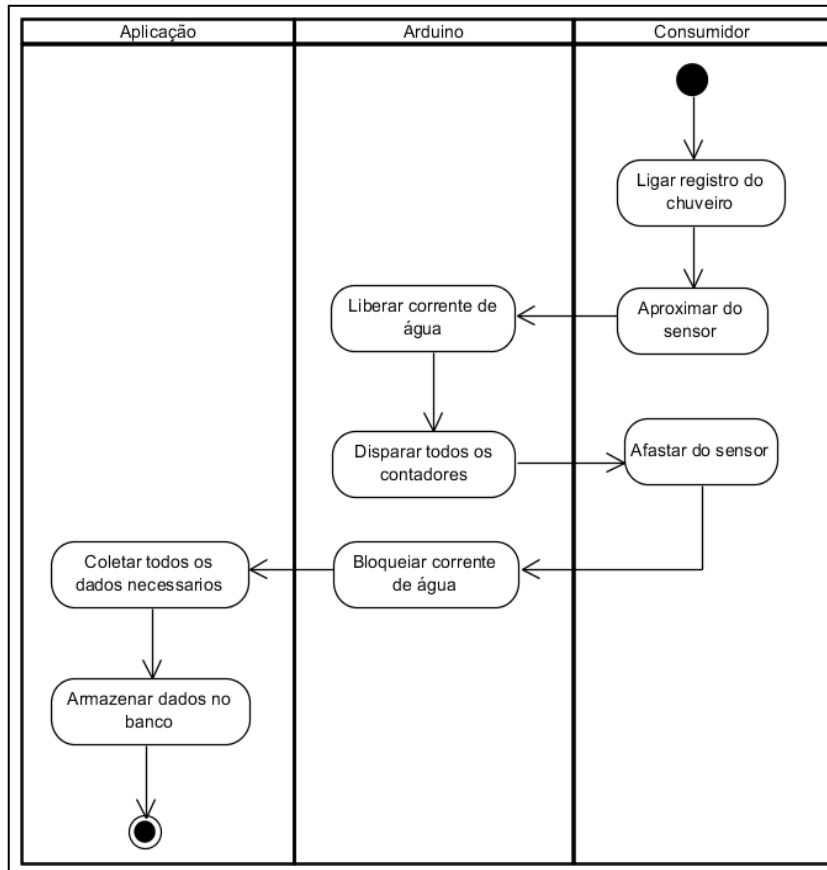 Aplicação
Arduino
Consumidor
Ligar registro do
chuveiro
Liberar corrente de
água
Aproximar do
sensor
Disparar todos os
contadores
Afastar do sensor
Coletar todos os
dados necessarios
Bloqueiar corrente
de água
Armazenar dados no
banco